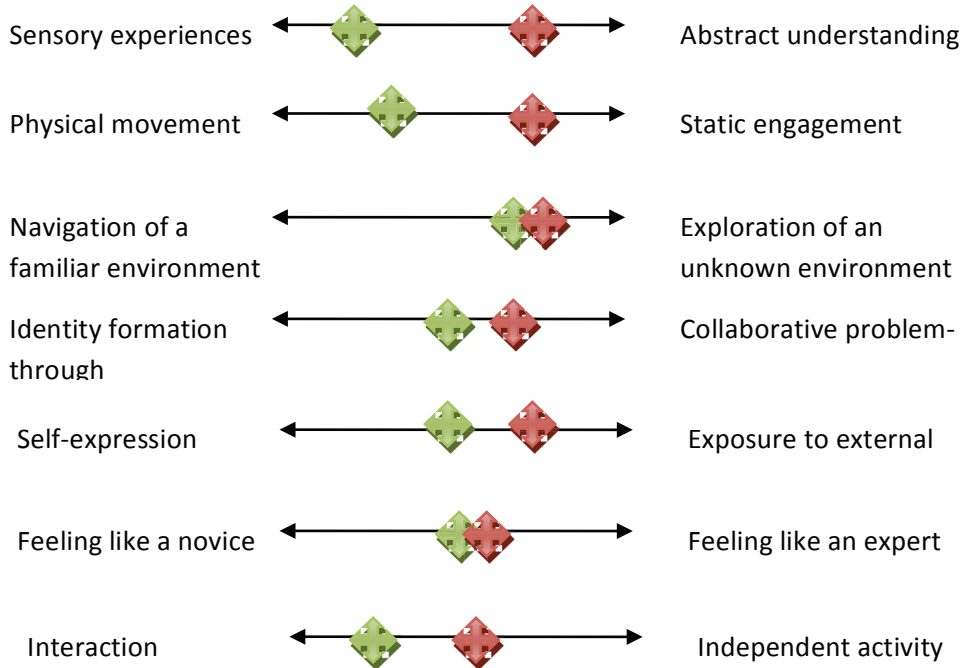 Sensory experiences
Abstract understanding
Physical movement
Static engagement
Navigation of a
familiar environment
Exploration of an
unknown environment
Identity formation
through
Collaborative problem-
Self-expression
Exposure to external
Feeling like a novice
Feeling like an expert
Interaction
Independent activity